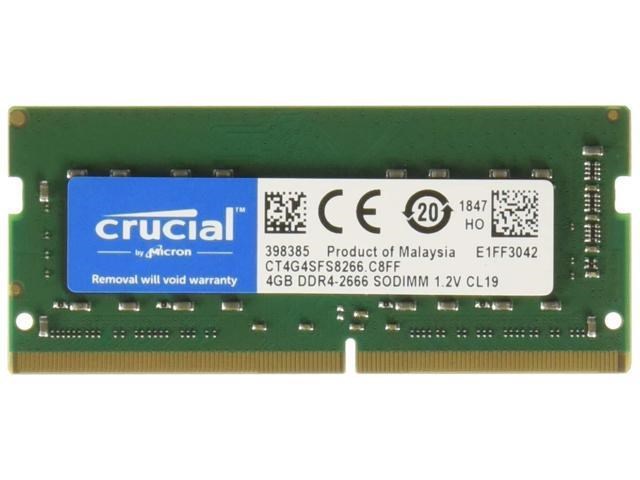 crucial™
by Micron
Removal will void warranty
CE
20
1847
HO
398385 Product of Malaysia E1FF3042
CT4G4SFS8266.C8FF
4GB DDR4-2666 SODIMM 1.2V CL19